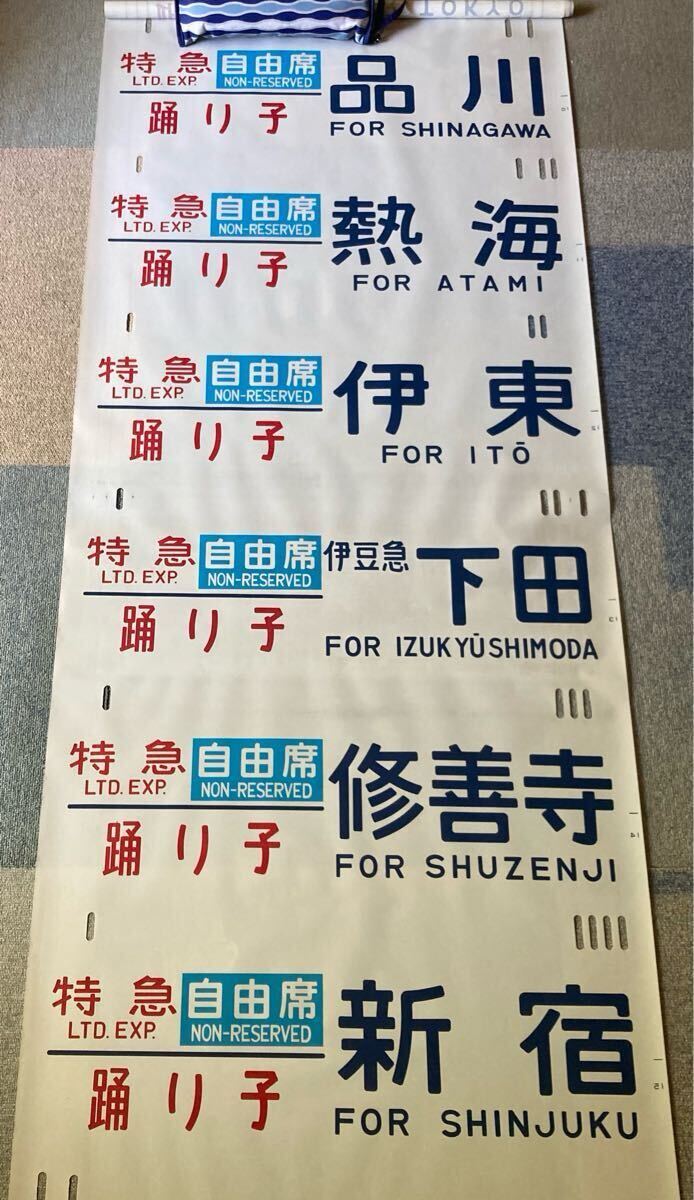 TOKYO
特急 自由席 品川
LTD. EXP. NON-RESERVED
踊り子 FOR SHINAGAWA
特急 自由席 熱海
LTD. EXP. NON-RESERVED
踊り子 FOR ATAMI
特急 自由席 伊東
LTD. EXP. NON-RESERVED
踊り子 FOR ITŌ
特急 自由席 伊豆急下田
LTD. EXP. NON-RESERVED
踊り子 FOR IZUKYŪSHIMODA
13
特急 自由席 修善寺
LTD. EXP. NON-RESERVED
踊り子 FOR SHUZENJI
14
特急 自由席 新宿
LTD. EXP. NON-RESERVED
踊り子 FOR SHINJUKU
15